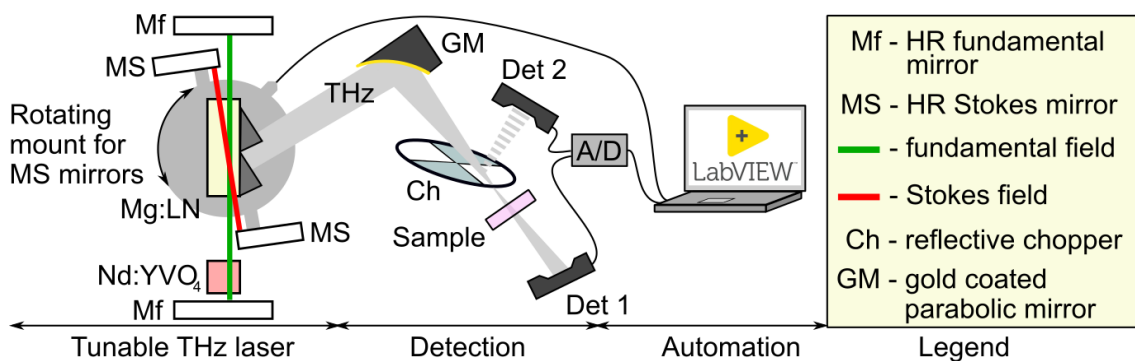 Mf
MS
GM
Det 2
THz
Rotating
mount for
MS mirrors
A/D
LabVIEW™
Ch
Mg:LN
MS
Sample
Nd:YVO4
Mf
Det 1
Tunable THz laser
Detection
Automation
Legend
Mf - HR fundamental
mirror
MS - HR Stokes mirror
- fundamental field
- Stokes field
Ch - reflective chopper
GM - gold coated
parabolic mirror